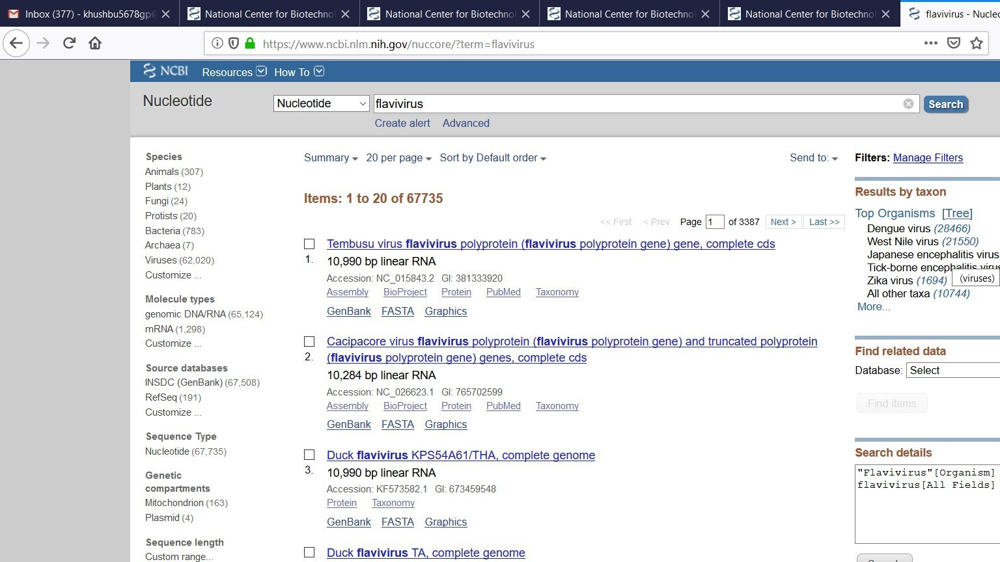 Inbox (377) - khushbu5678gp@
National Center for Biotechnol
National Center for Biotechnol
National Center for Biotechnol
National Center for Biotechnol
flavivirus - Nucleo
https://www.ncbi.nlm.nih.gov/nuccore/?term=flavivirus
NCBI Resources How To
Nucleotide
Nucleotide flavivirus Search
Create alert Advanced
Species
Animals (307)
Plants (12)
Fungi (24)
Protists (20)
Bacteria (783)
Archaea (7)
Viruses (62,020)
Customize ...
Molecule types
genomic DNA/RNA (65,124)
mRNA (1,298)
Customize ...
Source databases
INSDC (GenBank) (67,508)
RefSeq (191)
Customize ...
Sequence Type
Nucleotide (67,735)
Genetic
compartments
Mitochondrion (163)
Plasmid (4)
Sequence length
Custom range...
Summary 20 per page Sort by Default order Send to:
Items: 1 to 20 of 67735
<< First < Prev Page 1 of 3387 Next > Last >>
Tembusu virus flavivirus polyprotein (flavivirus polyprotein gene) gene, complete cds
1. 10,990 bp linear RNA
Accession: NC_015843.2 GI: 381333920
Assembly BioProject Protein PubMed Taxonomy
GenBank FASTA Graphics
Cacipacore virus flavivirus polyprotein (flavivirus polyprotein gene) and truncated polyprotein
2. (flavivirus polyprotein gene) genes, complete cds
10,284 bp linear RNA
Accession: NC_026623.1 GI: 765702599
Assembly BioProject Protein PubMed Taxonomy
GenBank FASTA Graphics
Duck flavivirus KPS54A61/THA, complete genome
3. 10,990 bp linear RNA
Accession: KF573582.1 GI: 673459548
Protein Taxonomy
GenBank FASTA Graphics
Duck flavivirus TA, complete genome
Filters: Manage Filters
Results by taxon
Top Organisms [Tree]
Dengue virus (28466)
West Nile virus (21550)
Japanese encephalitis virus
Tick-borne encephalitis virus
Zika virus (1694)
(viruses)
All other taxa (10744)
More...
Find related data
Database: Select
Find items
Search details
"Flavivirus"[Organism]
flavivirus[All Fields]